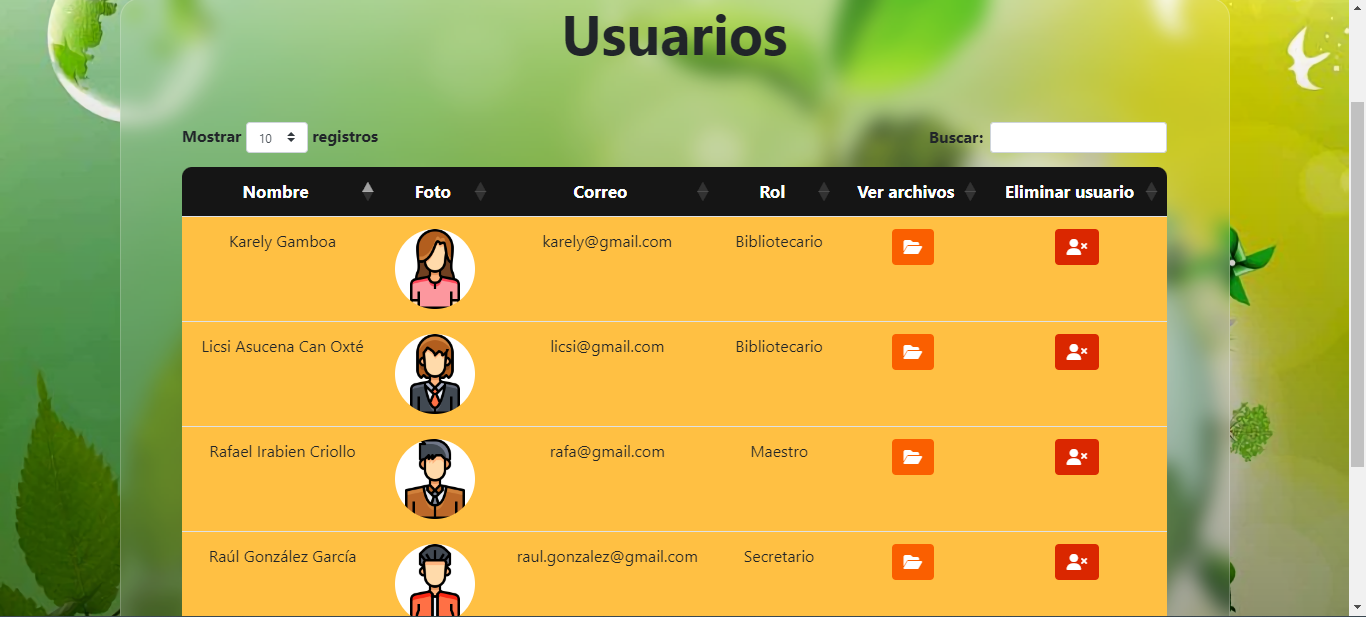 Usuarios
Mostrar 10 registros
Buscar:
Nombre Foto Correo Rol Ver archivos Eliminar usuario
Karely Gamboa karely@gmail.com Bibliotecario
Licsi Asucena Can Oxté licsi@gmail.com Bibliotecario
Rafael Irabien Criollo rafa@gmail.com Maestro
Raúl González García raul.gonzalez@gmail.com Secretario